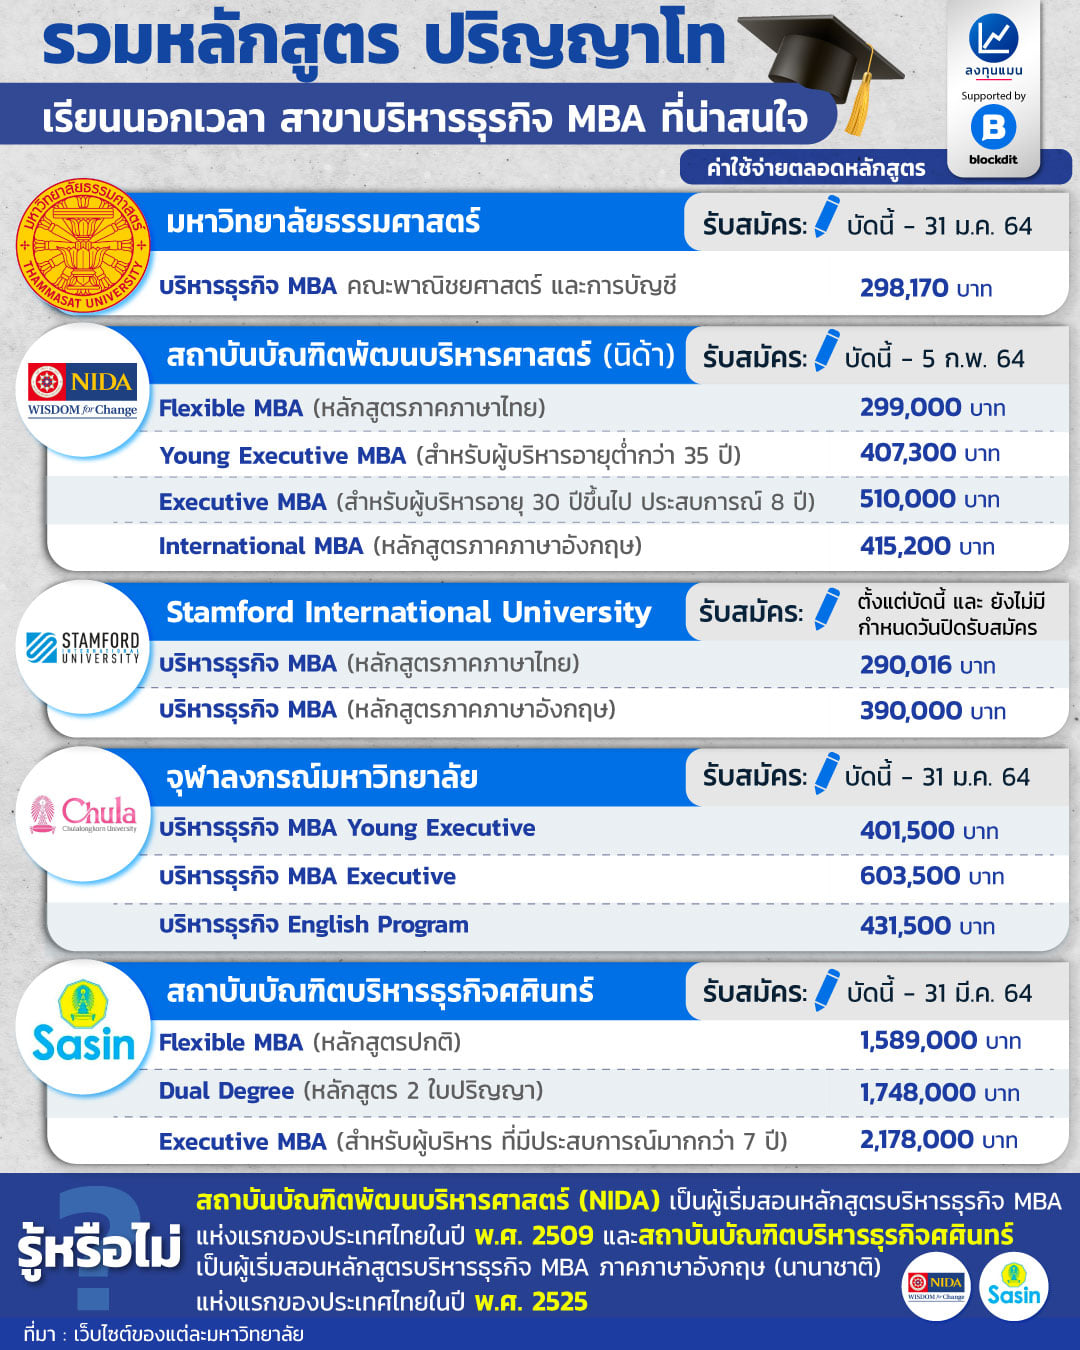 รวมหลักสูตร ปริญญาโท
เรียนนอกเวลา สาขาบริหารธุรกิจ MBA ที่น่าสนใจ
ลงทุนแมน
Supported by
blockdit
ค่าใช้จ่ายตลอดหลักสูตร
มหาวิทยาลัยธรรมศาสตร์
THAMMASAT UNIVERSITY
มหาวิทยาลัยธรรมศาสตร์ รับสมัคร: บัดนี้ - 31 ม.ค. 64
บริหารธุรกิจ MBA คณะพาณิชยศาสตร์ และการบัญชี 298,170 บาท
NIDA
WISDOM for Change
สถาบันบัณฑิตพัฒนบริหารศาสตร์ (นิด้า) รับสมัคร: บัดนี้ - 5 ก.พ. 64
Flexible MBA (หลักสูตรภาคภาษาไทย) 299,000 บาท
Young Executive MBA (สำหรับผู้บริหารอายุต่ำกว่า 35 ปี) 407,300 บาท
Executive MBA (สำหรับผู้บริหารอายุ 30 ปีขึ้นไป ประสบการณ์ 8 ปี) 510,000 บาท
International MBA (หลักสูตรภาคภาษาอังกฤษ) 415,200 บาท
STAMFORD
INTERNATIONAL
UNIVERSITY
Stamford International University รับสมัคร: ตั้งแต่บัดนี้ และ ยังไม่มี
กำหนดวันปิดรับสมัคร
บริหารธุรกิจ MBA (หลักสูตรภาคภาษาไทย) 290,016 บาท
บริหารธุรกิจ MBA (หลักสูตรภาคภาษาอังกฤษ) 390,000 บาท
Chula
Chulalongkorn University
จุฬาลงกรณ์มหาวิทยาลัย รับสมัคร: บัดนี้ - 31 ม.ค. 64
บริหารธุรกิจ MBA Young Executive 401,500 บาท
บริหารธุรกิจ MBA Executive 603,500 บาท
บริหารธุรกิจ English Program 431,500 บาท
Sasin
สถาบันบัณฑิตบริหารธุรกิจศศินทร์ รับสมัคร: บัดนี้ - 31 มี.ค. 64
Flexible MBA (หลักสูตรปกติ) 1,589,000 บาท
Dual Degree (หลักสูตร 2 ใบปริญญา) 1,748,000 บาท
Executive MBA (สำหรับผู้บริหาร ที่มีประสบการณ์มากกว่า 7 ปี) 2,178,000 บาท
?
รู้หรือไม่
สถาบันบัณฑิตพัฒนบริหารศาสตร์ (NIDA) เป็นผู้เริ่มสอนหลักสูตรบริหารธุรกิจ MBA
แห่งแรกของประเทศไทยในปี พ.ศ. 2509 และสถาบันบัณฑิตบริหารธุรกิจศศินทร์
เป็นผู้เริ่มสอนหลักสูตรบริหารธุรกิจ MBA ภาคภาษาอังกฤษ (นานาชาติ)
แห่งแรกของประเทศไทยในปี พ.ศ. 2525
NIDA
WISDOM for Change
Sasin
ที่มา : เว็บไซต์ของแต่ละมหาวิทยาลัย